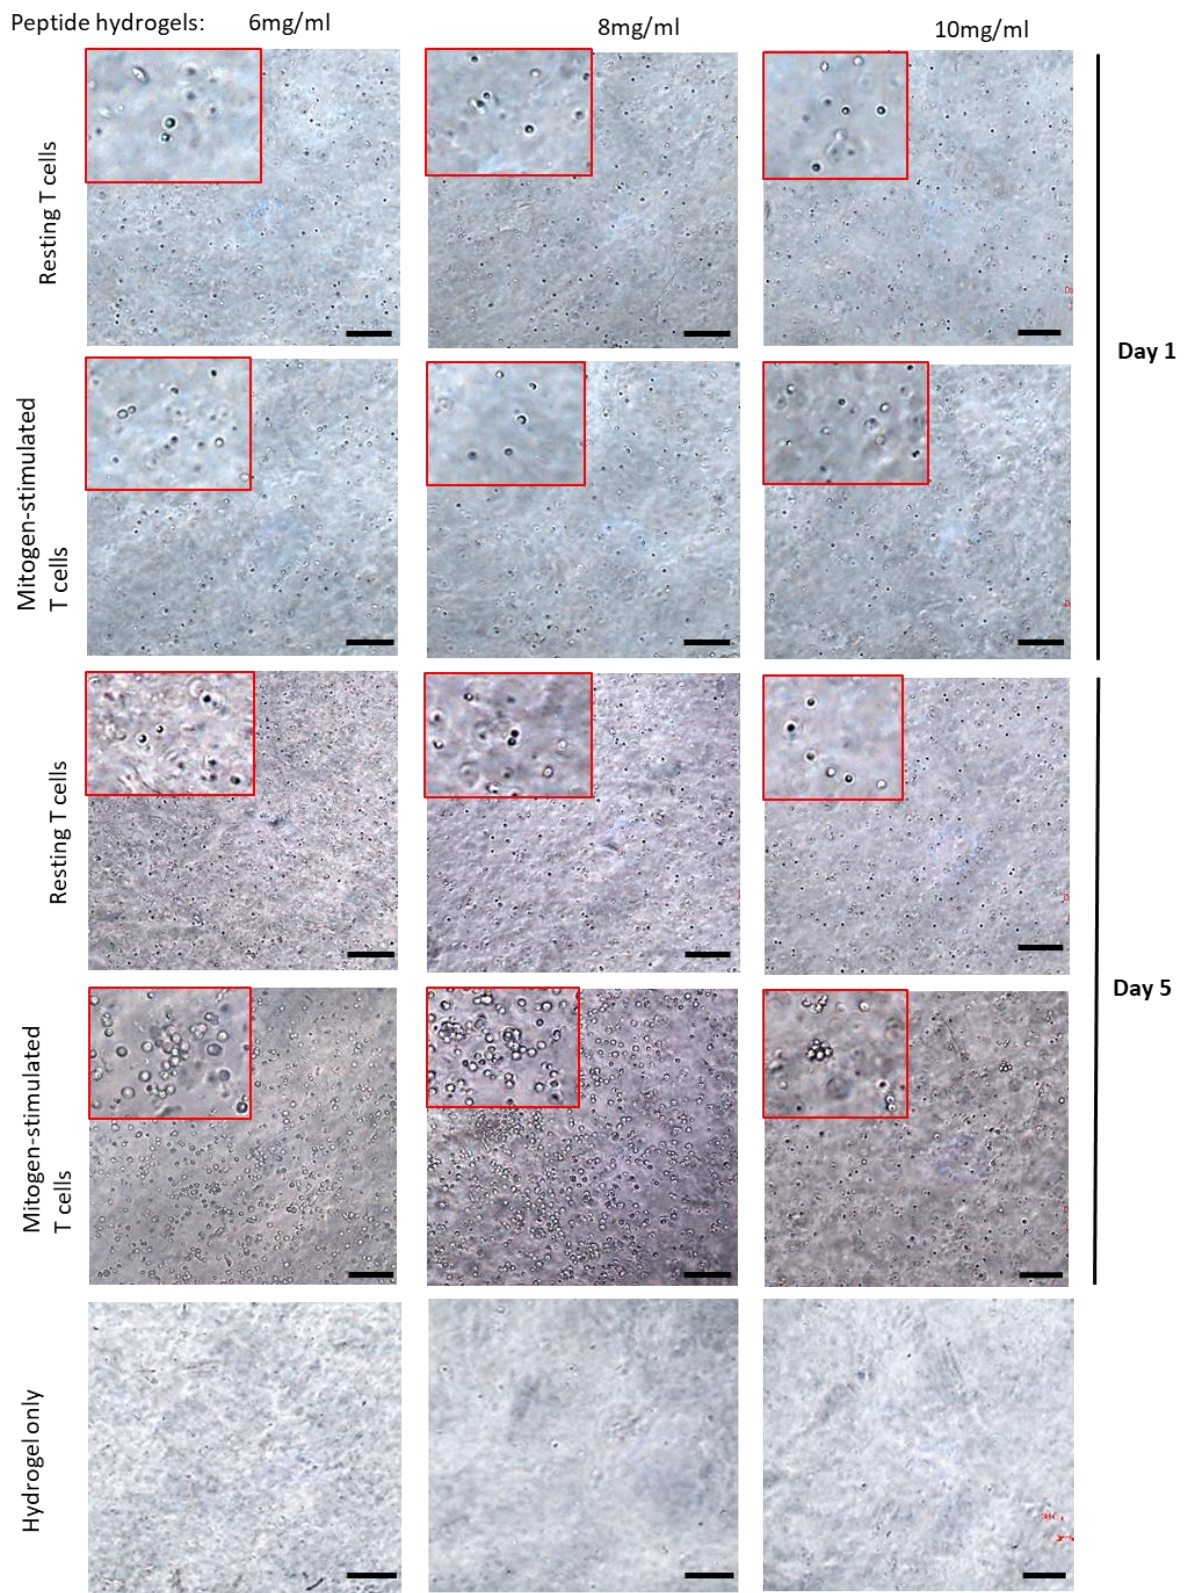 Peptide hydrogels: 6mg/ml 8mg/ml 10mg/ml
Resting T cells
Day 1
Mitogen-stimulated
T cells
Resting T cells
Day 5
Mitogen-stimulated
T cells
Hydrogel only